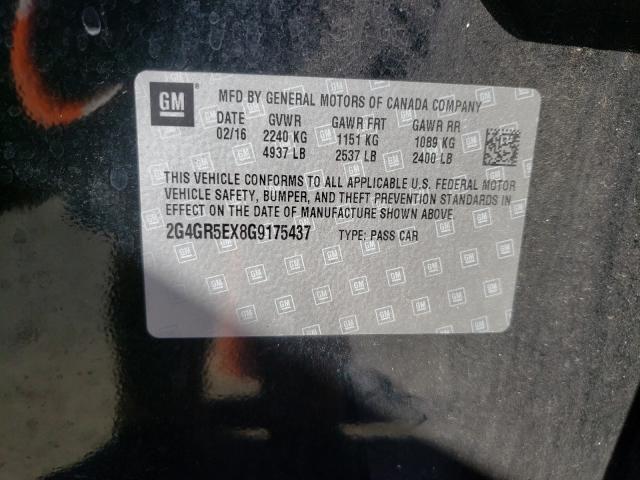 GM MFD BY GENERAL MOTORS OF CANADA COMPANY
DATE GVWR GAWR FRT GAWR RR
02/16 2240 KG 1151 KG 1089 KG
4937 LB 2537 LB 2400 LB
THIS VEHICLE CONFORMS TO ALL APPLICABLE U.S. FEDERAL MOTOR
VEHICLE SAFETY, BUMPER, AND THEFT PREVENTION STANDARDS IN
EFFECT ON THE DATE OF MANUFACTURE SHOWN ABOVE.
2G4GR5EX8G9175437 TYPE: PASS CAR